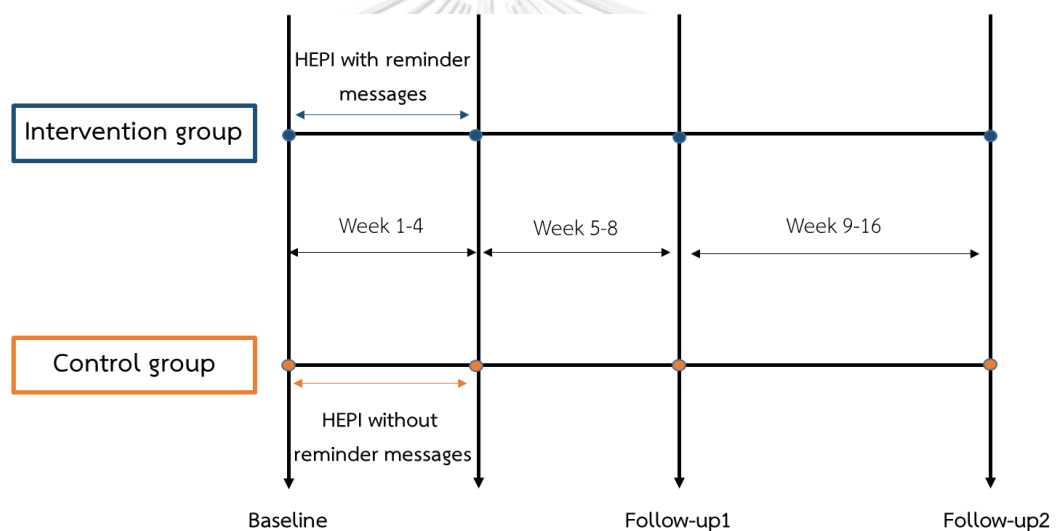 HEPI with reminder
messages
Intervention group
Week 1-4
Week 5-8
Week 9-16
Control group
HEPI without
reminder messages
Baseline
Follow-up1
Follow-up2